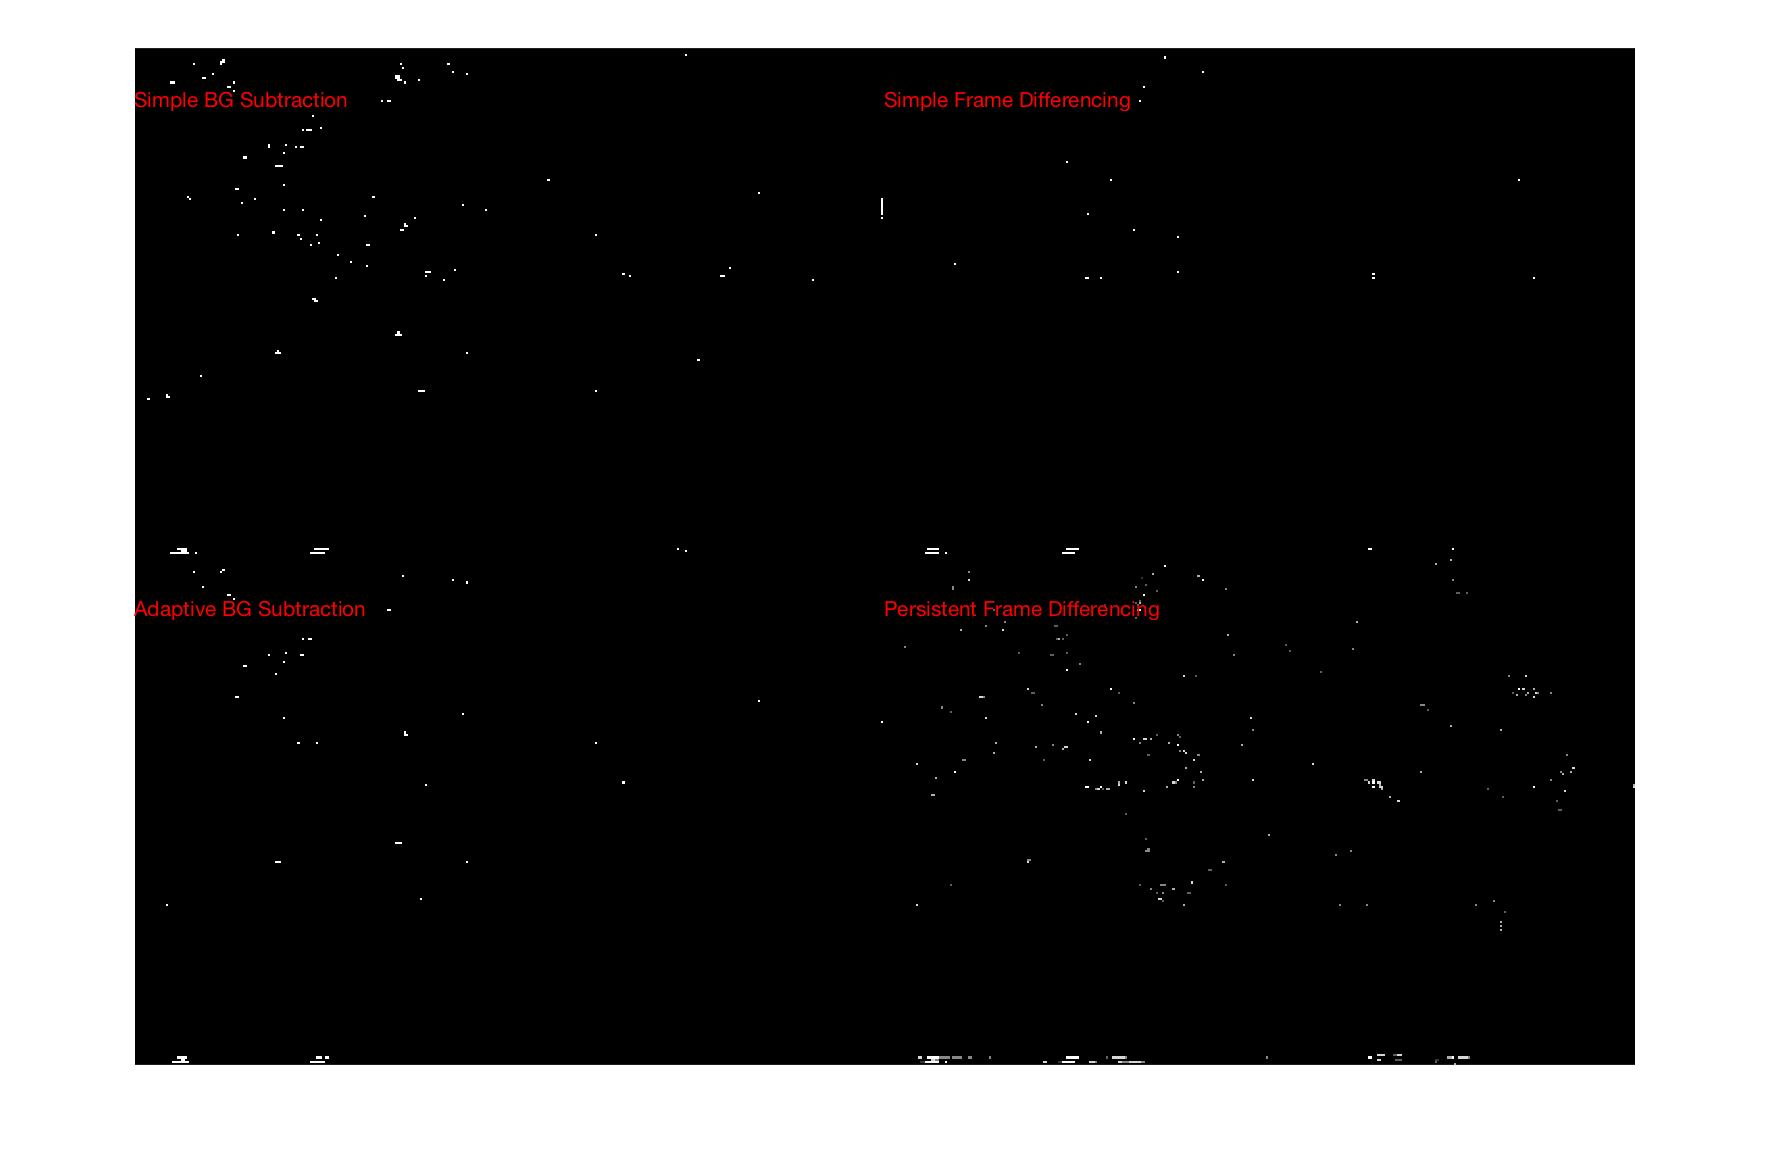 Simple BG Subtraction
Simple Frame Differencing
Adaptive BG Subtraction
Persistent Frame Differencing